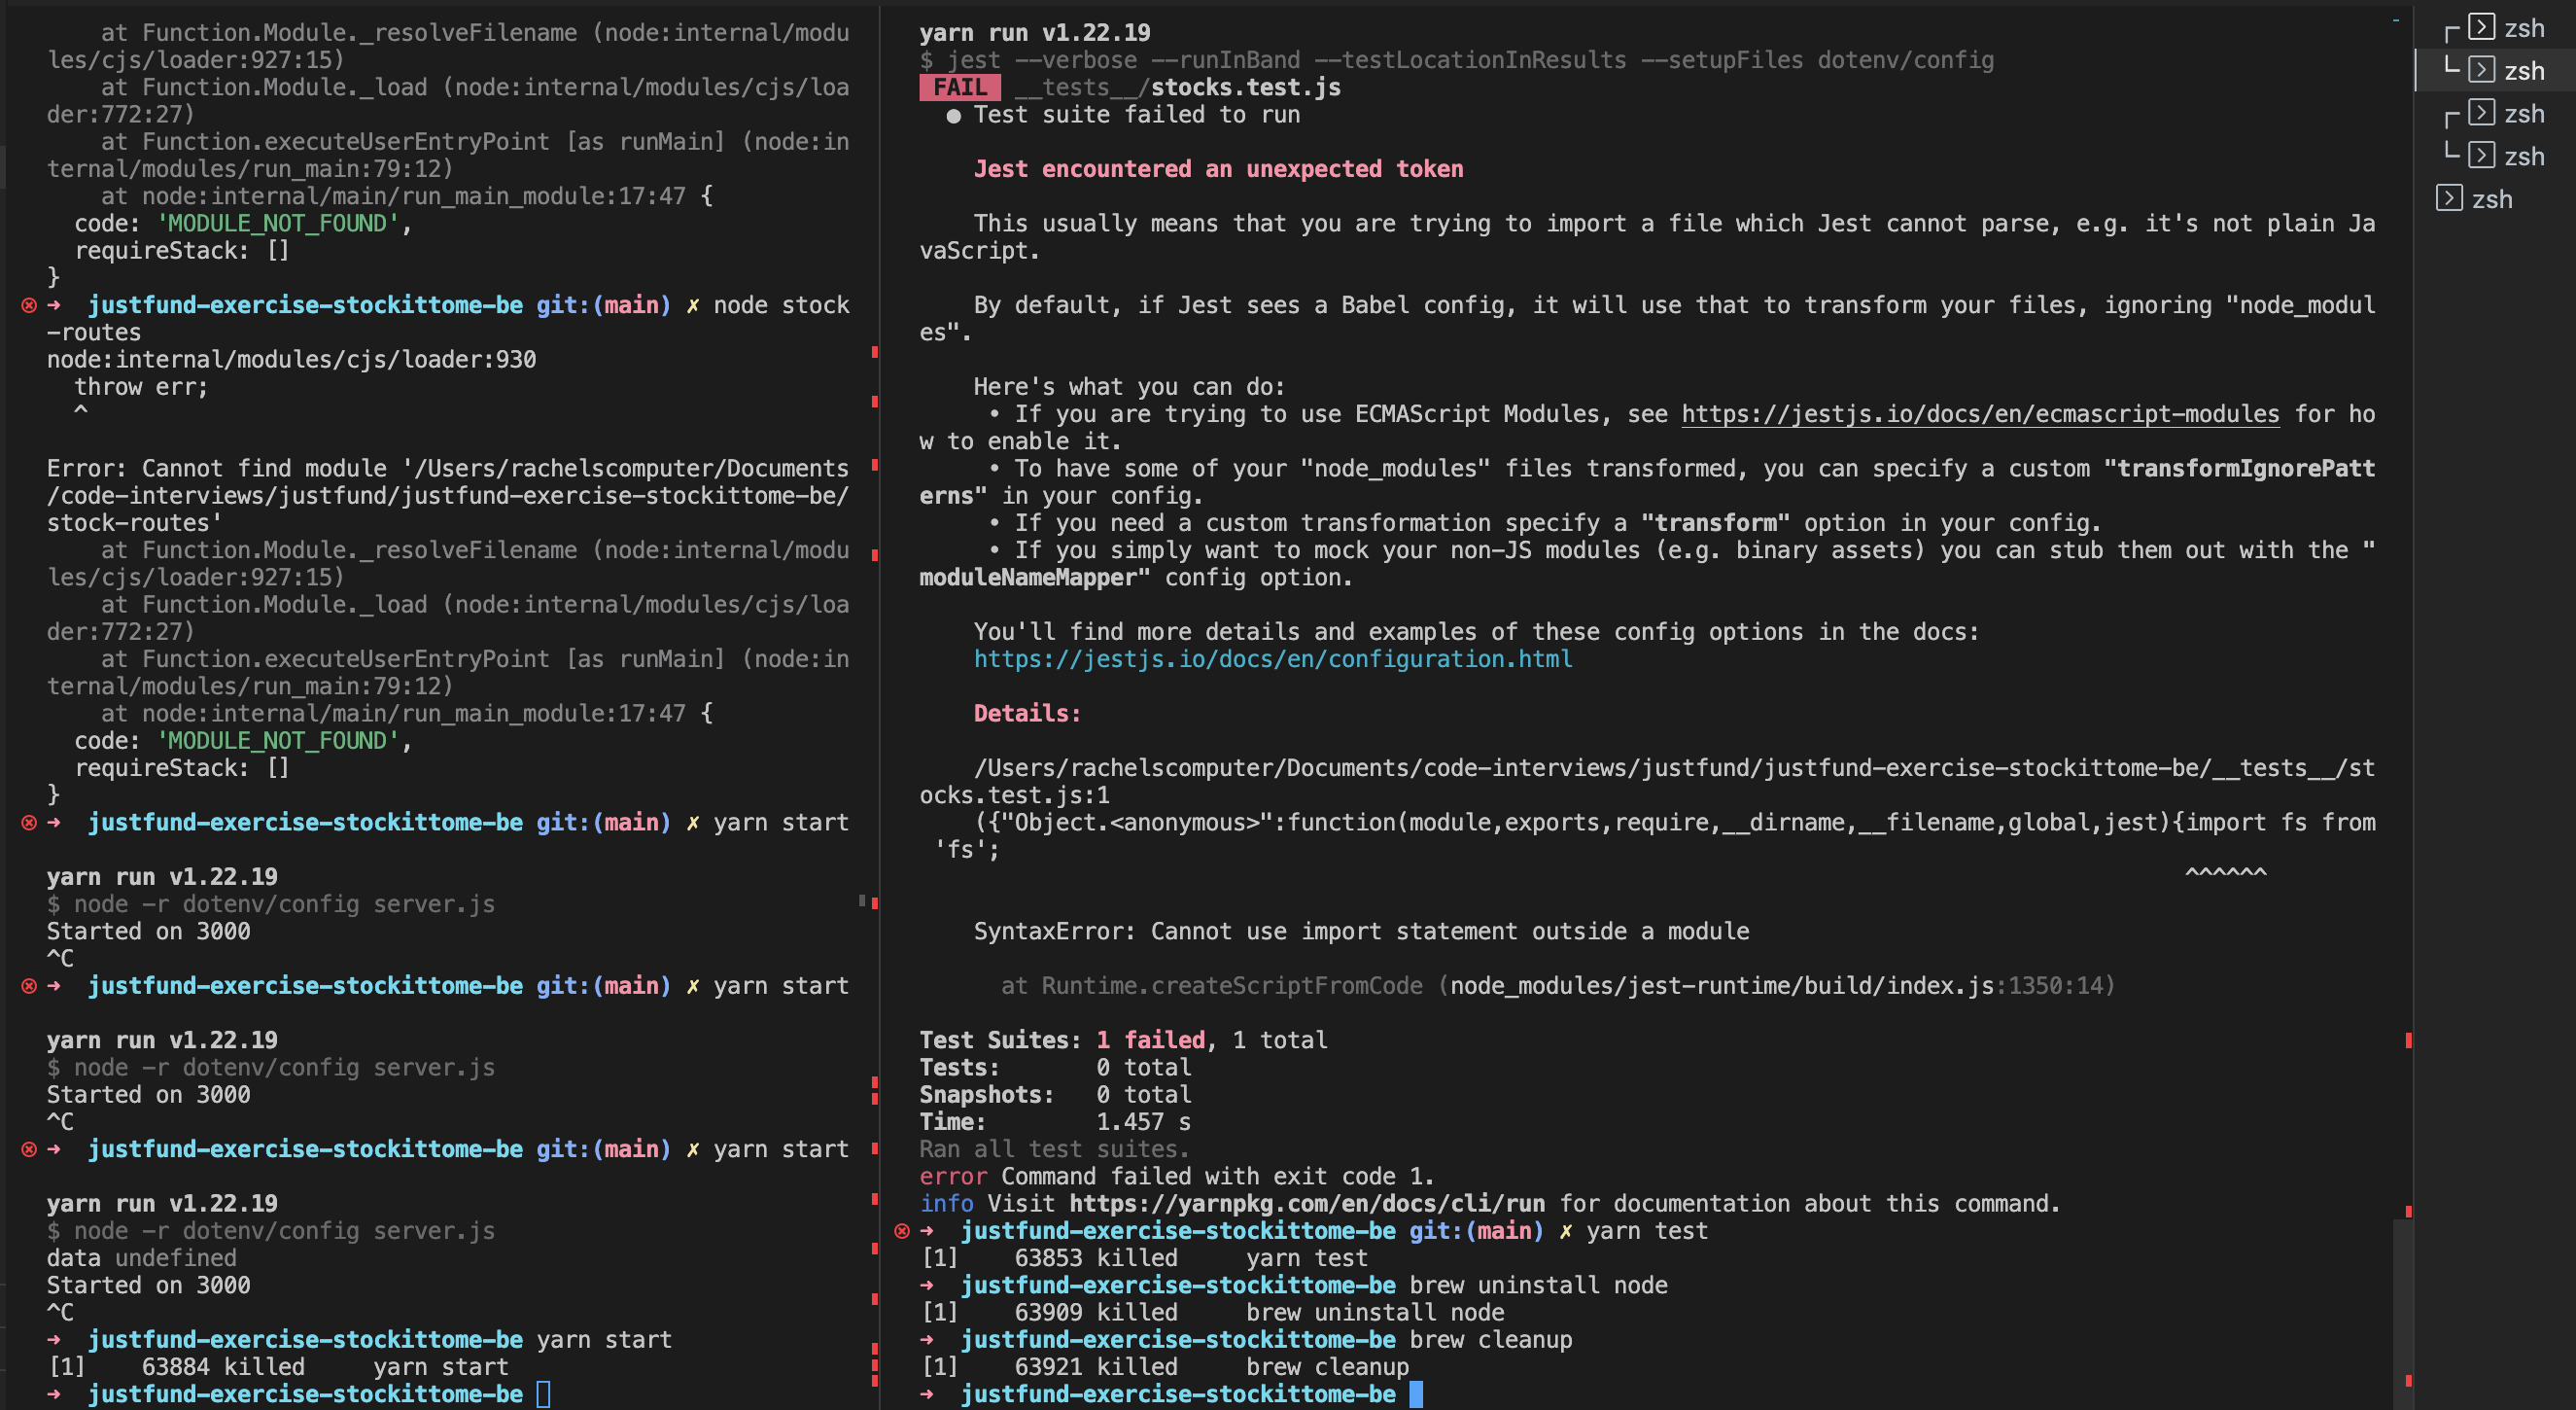 at Function.Module._resolveFilename (node:internal/modu
les/cjs/loader:927:15)
    at Function.Module._load (node:internal/modules/cjs/loa
der:772:27)
    at Function.executeUserEntryPoint [as runMain] (node:in
ternal/modules/run_main:79:12)
    at node:internal/main/run_main_module:17:47 {
  code: 'MODULE_NOT_FOUND',
  requireStack: []
}
➜  justfund-exercise-stockittome-be git:(main) ✗ node stock
-routes
node:internal/modules/cjs/loader:930
  throw err;
  ^

Error: Cannot find module '/Users/rachelscomputer/Documents
/code-interviews/justfund/justfund-exercise-stockittome-be/
stock-routes'
    at Function.Module._resolveFilename (node:internal/modu
les/cjs/loader:927:15)
    at Function.Module._load (node:internal/modules/cjs/loa
der:772:27)
    at Function.executeUserEntryPoint [as runMain] (node:in
ternal/modules/run_main:79:12)
    at node:internal/main/run_main_module:17:47 {
  code: 'MODULE_NOT_FOUND',
  requireStack: []
}
➜  justfund-exercise-stockittome-be git:(main) ✗ yarn start

yarn run v1.22.19
$ node -r dotenv/config server.js
Started on 3000
^C
➜  justfund-exercise-stockittome-be git:(main) ✗ yarn start

yarn run v1.22.19
$ node -r dotenv/config server.js
Started on 3000
^C
➜  justfund-exercise-stockittome-be git:(main) ✗ yarn start

yarn run v1.22.19
$ node -r dotenv/config server.js
data undefined
Started on 3000
^C
➜  justfund-exercise-stockittome-be yarn start
[1]    63884 killed     yarn start
➜  justfund-exercise-stockittome-be
yarn run v1.22.19
$ jest --verbose --runInBand --testLocationInResults --setupFiles dotenv/config
FAIL __tests__/stocks.test.js
  ● Test suite failed to run

    Jest encountered an unexpected token

    This usually means that you are trying to import a file which Jest cannot parse, e.g. it's not plain Ja
vaScript.

    By default, if Jest sees a Babel config, it will use that to transform your files, ignoring "node_modul
es".

    Here's what you can do:
     • If you are trying to use ECMAScript Modules, see https://jestjs.io/docs/en/ecmascript-modules for ho
w to enable it.
     • To have some of your "node_modules" files transformed, you can specify a custom "transformIgnorePatt
erns" in your config.
     • If you need a custom transformation specify a "transform" option in your config.
     • If you simply want to mock your non-JS modules (e.g. binary assets) you can stub them out with the "
moduleNameMapper" config option.

    You'll find more details and examples of these config options in the docs:
    https://jestjs.io/docs/en/configuration.html

    Details:

    /Users/rachelscomputer/Documents/code-interviews/justfund/justfund-exercise-stockittome-be/__tests__/st
ocks.test.js:1
    ({"Object.<anonymous>":function(module,exports,require,__dirname,__filename,global,jest){import fs from
 'fs';
                                                                                             ^^^^^^

    SyntaxError: Cannot use import statement outside a module

      at Runtime.createScriptFromCode (node_modules/jest-runtime/build/index.js:1350:14)

Test Suites: 1 failed, 1 total
Tests:       0 total
Snapshots:   0 total
Time:        1.457 s
Ran all test suites.
error Command failed with exit code 1.
info Visit https://yarnpkg.com/en/docs/cli/run for documentation about this command.
➜  justfund-exercise-stockittome-be git:(main) ✗ yarn test
[1]    63853 killed     yarn test
➜  justfund-exercise-stockittome-be brew uninstall node
[1]    63909 killed     brew uninstall node
➜  justfund-exercise-stockittome-be brew cleanup
[1]    63921 killed     brew cleanup
➜  justfund-exercise-stockittome-be
zsh
zsh
zsh
zsh
zsh